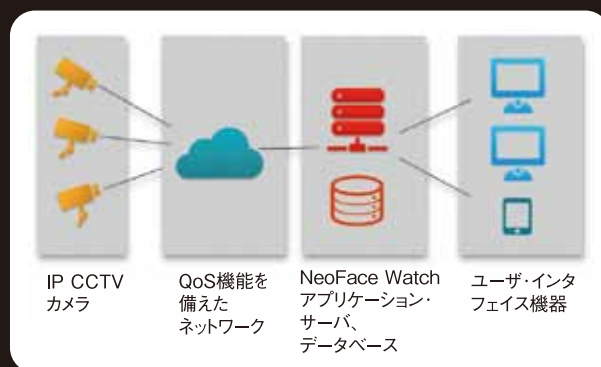 IP CCTV
カメラ
QoS機能を
備えた
ネットワーク
NeoFace Watch
アプリケーション・
サーバ、
データベース
ユーザ・インタ
フェイス機器